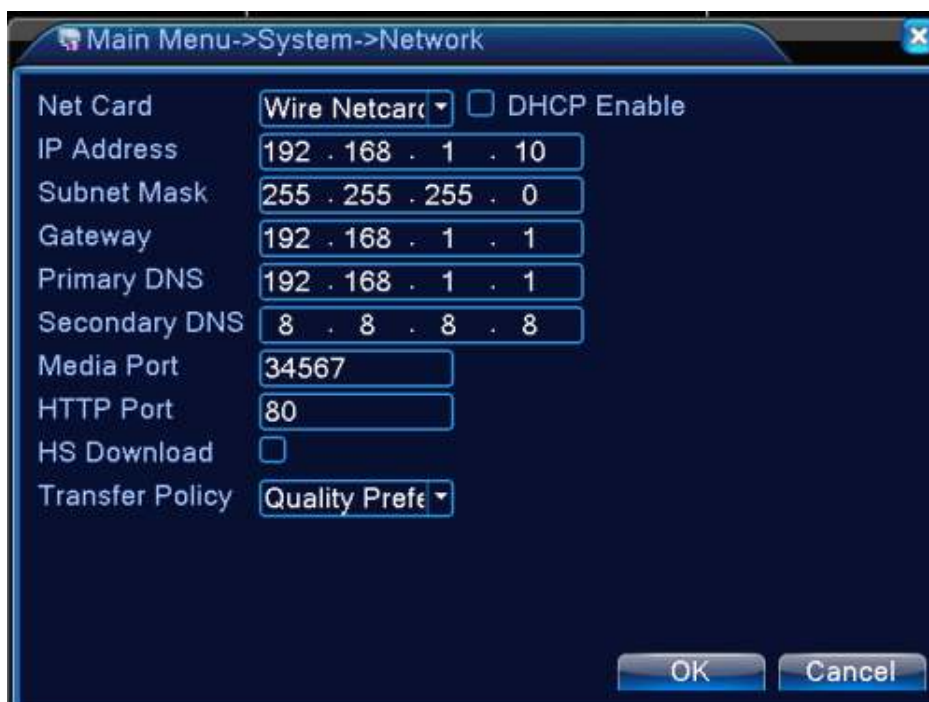 Main Menu->System->Network
Net Card Wire Netcar DHCP Enable
IP Address 192 . 168 . 1 . 10
Subnet Mask 255 . 255 . 255 . 0
Gateway 192 . 168 . 1 . 1
Primary DNS 192 . 168 . 1 . 1
Secondary DNS 8 . 8 . 8 . 8
Media Port 34567
HTTP Port 80
HS Download
Transfer Policy Quality Prefe
OK Cancel